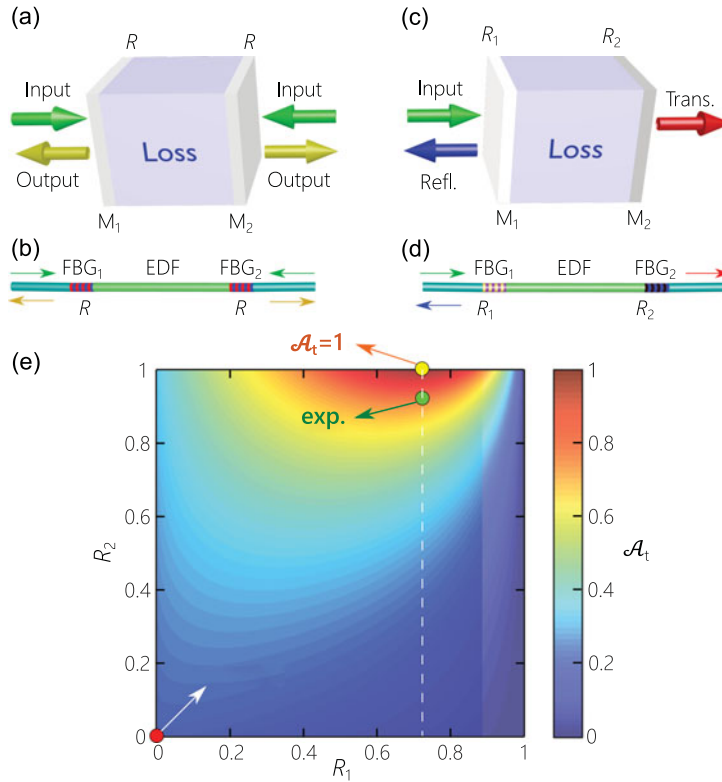 (a)
R R
Input Input
Loss
Output Output
M₁ M₂
(b)
FBG₁ EDF FBG₂
R R
(c)
R₁ R₂
Input
Trans.
Loss
Refl.
M₁ M₂
(d)
FBG₁ EDF FBG₂
R₁ R₂
(e)
𝒜ₜ=1
exp.
1
0.8
0.6
0.4
0.2
0
R₂
0 0.2 0.4 0.6 0.8 1
R₁
1
0.8
0.6
0.4
0.2
0
𝒜ₜ